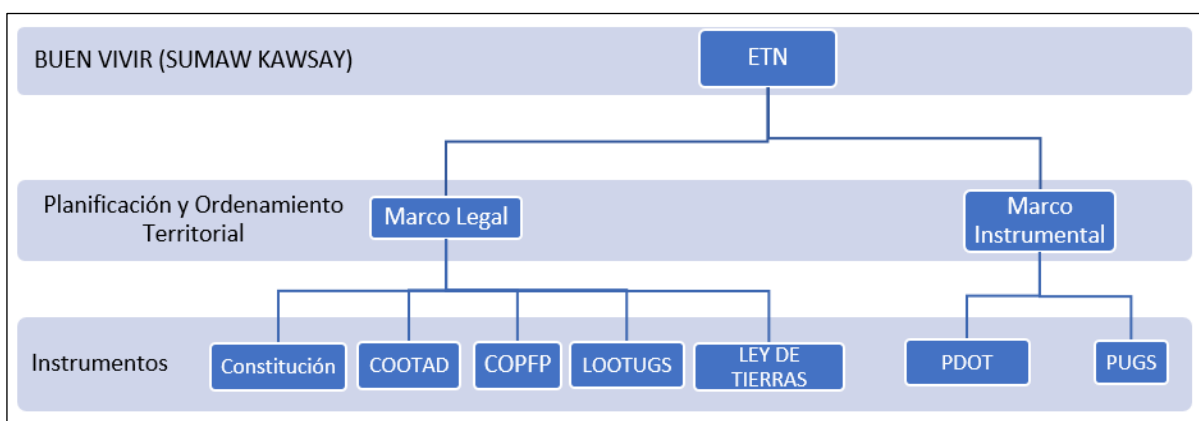 BUEN VIVIR (SUMAW KAWSAY)
ETN
Planificación y Ordenamiento
Territorial
Marco Legal
Marco
Instrumental
Instrumentos
Constitución
COOTAD
COPFP
LOOTUGS
LEY DE
TIERRAS
PDOT
PUGS